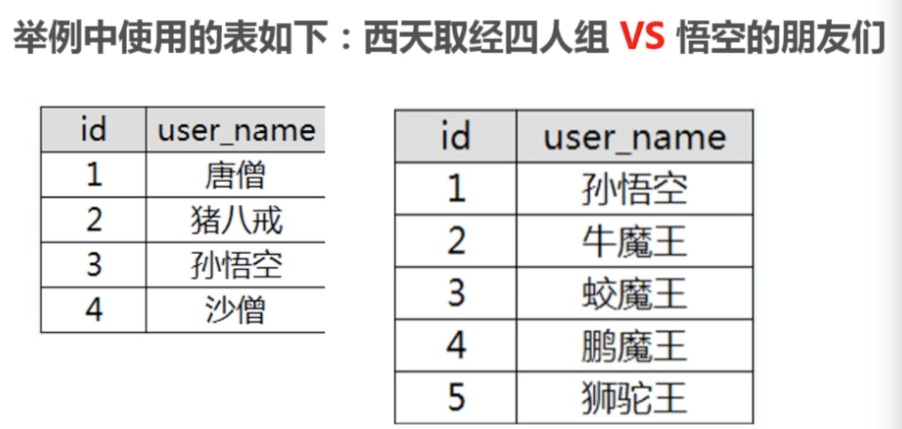 举例中使用的表如下：西天取经四人组 VS 悟空的朋友们
id user_name
1 唐僧
2 猪八戒
3 孙悟空
4 沙僧
id user_name
1 孙悟空
2 牛魔王
3 蛟魔王
4 鹏魔王
5 狮驼王